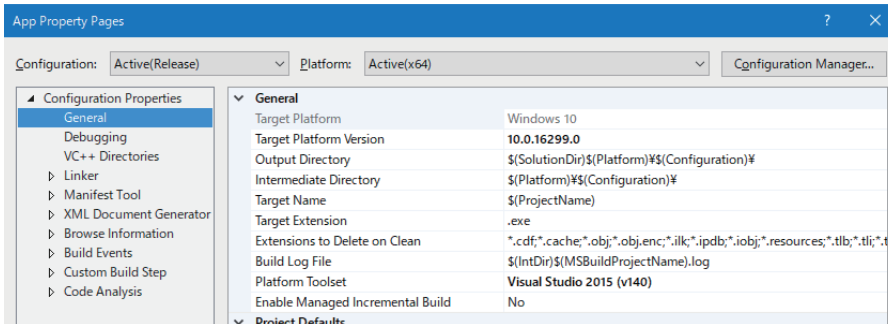 App Property Pages ? ×
Configuration: Active(Release) Platform: Active(x64) Configuration Manager...
Configuration Properties
General
Debugging
VC++ Directories
Linker
Manifest Tool
XML Document Generator
Browse Information
Build Events
Custom Build Step
Code Analysis
General
Target Platform Windows 10
Target Platform Version 10.0.16299.0
Output Directory $(SolutionDir)$(Platform)¥$(Configuration)¥
Intermediate Directory $(Platform)¥$(Configuration)¥
Target Name $(ProjectName)
Target Extension .exe
Extensions to Delete on Clean *.cdf;*.cache;*.obj;*.obj.enc;*.ilk;*.ipdb;*.iobj;*.resources;*.tlb;*.tli;*.t
Build Log File $(IntDir)$(MSBuildProjectName).log
Platform Toolset Visual Studio 2015 (v140)
Enable Managed Incremental Build No
Project Defaults